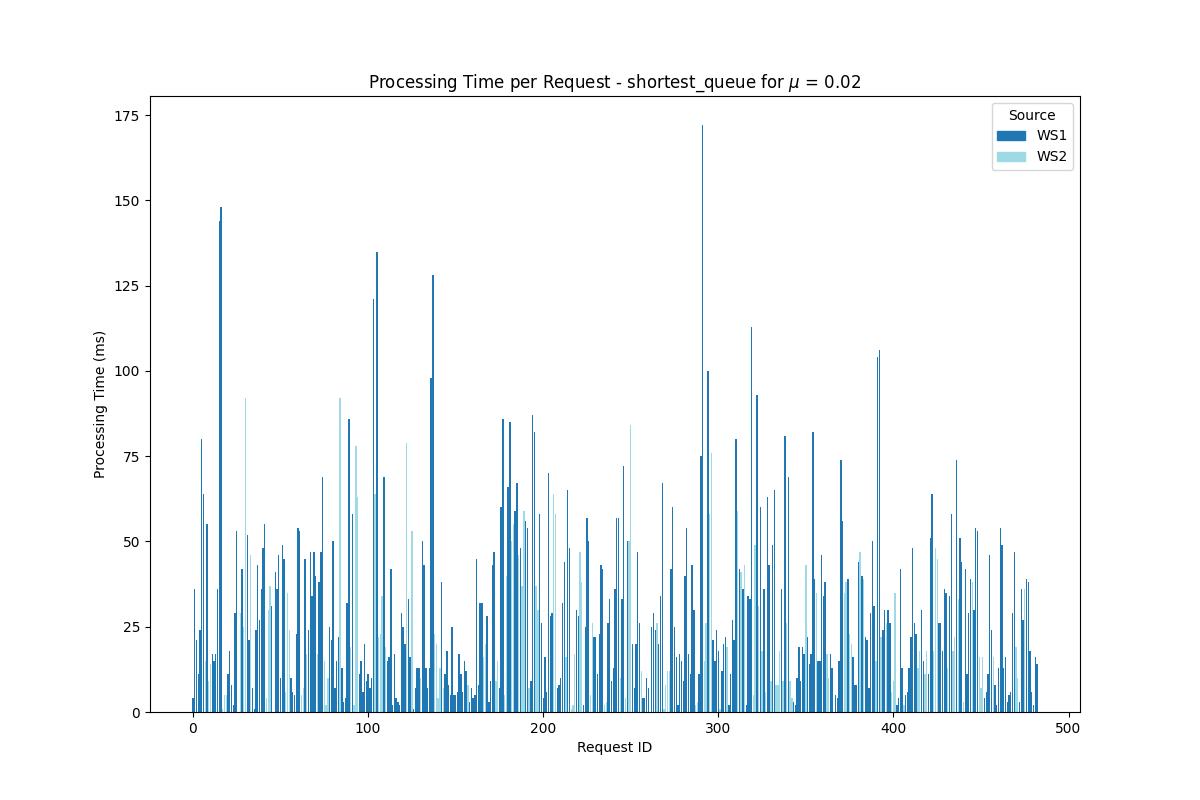 Processing Time per Request - shortest_queue for μ = 0.02
Source
WS1
WS2
Processing Time (ms)
175
150
125
100
75
50
25
0
0 100 200 300 400 500
Request ID